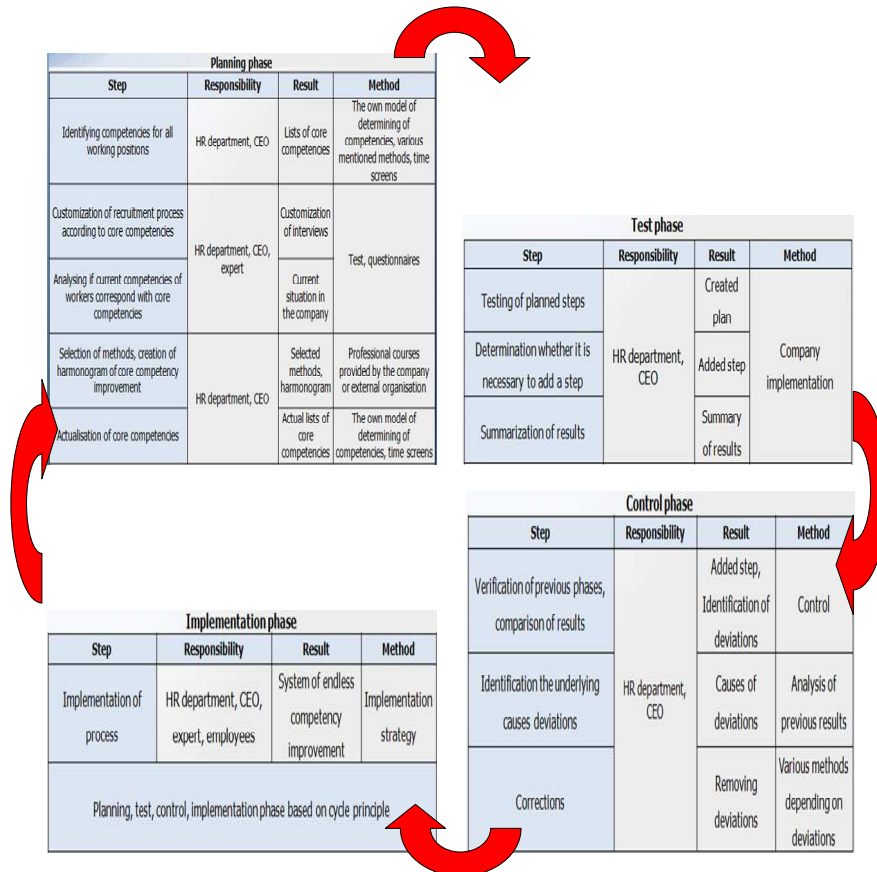 Planning phase
Step Responsibility Result Method
Identifying competencies for all
working positions
HR department, CEO
Lists of core
competencies
The own model of
determining of
competencies, various
mentioned methods, time
screens
Customization of recruitment process
according to core competencies
HR department, CEO,
expert
Customization
of interviews
Test, questionnaires
Analysing if current competencies of
workers correspond with core
competencies
Current
situation in
the company
Selection of methods, creation of
harmonogram of core competency
improvement
HR department, CEO
Selected
methods,
harmonogram
Professional courses
provided by the company
or external organisation
Actualisation of core competencies
Actual lists of
core
competencies
The own model of
determining of
competencies, time screens
Test phase
Step Responsibility Result Method
Testing of planned steps
HR department,
CEO
Created
plan
Company
implementation
Determination whether it is
necessary to add a step
Added step
Summarization of results
Summary
of results
Control phase
Step Responsibility Result Method
Verification of previous phases,
comparison of results
HR department,
CEO
Added step,
Identification of
deviations
Control
Identification the underlying
causes deviations
Causes of
deviations
Analysis of
previous results
Corrections
Removing
deviations
Various methods
depending on
deviations
Implementation phase
Step Responsibility Result Method
Implementation of
process
HR department, CEO,
expert, employees
System of endless
competency
improvement
Implementation
strategy
Planning, test, control, implementation phase based on cycle principle